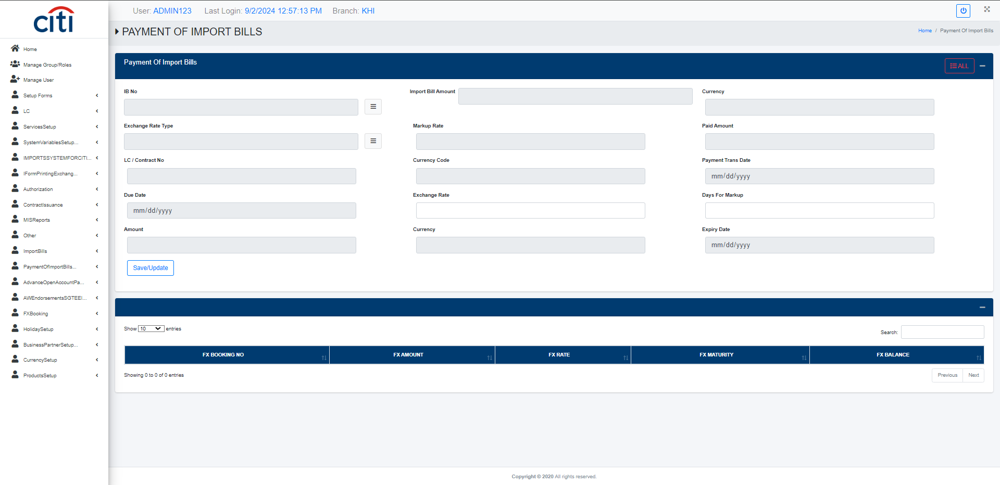 citi
User: ADMIN123 Last Login: 9/2/2024 12:57:13 PM Branch: KHI
PAYMENT OF IMPORT BILLS
Home / Payment Of Import Bills
Home
Manage Group/Roles
Manage User
Setup Forms
LC
ServicesSetup
SystemVariablesSetup...
IMPORTSSYSTEMFORCITI...
IFormPrintingExchang...
Authorization
ContractIssuance
MISReports
Other
ImportBills
PaymentOfImportBills...
AdvanceOpenAccountPa...
AWEndorsementsSGTEEI...
FXBooking
HolidaySetup
BusinessPartnerSetup...
CurrencySetup
ProductsSetup
Payment Of Import Bills
ALL
IB No Import Bill Amount Currency
Exchange Rate Type Markup Rate Paid Amount
LC / Contract No Currency Code Payment Trans Date
mm/dd/yyyy
Due Date Exchange Rate Days For Markup
mm/dd/yyyy
Amount Currency Expiry Date
mm/dd/yyyy
Save/Update
Show 10 entries
Search:
FX BOOKING NO FX AMOUNT FX RATE FX MATURITY FX BALANCE
Showing 0 to 0 of 0 entries
Previous Next
Copyright © 2020 All rights reserved.